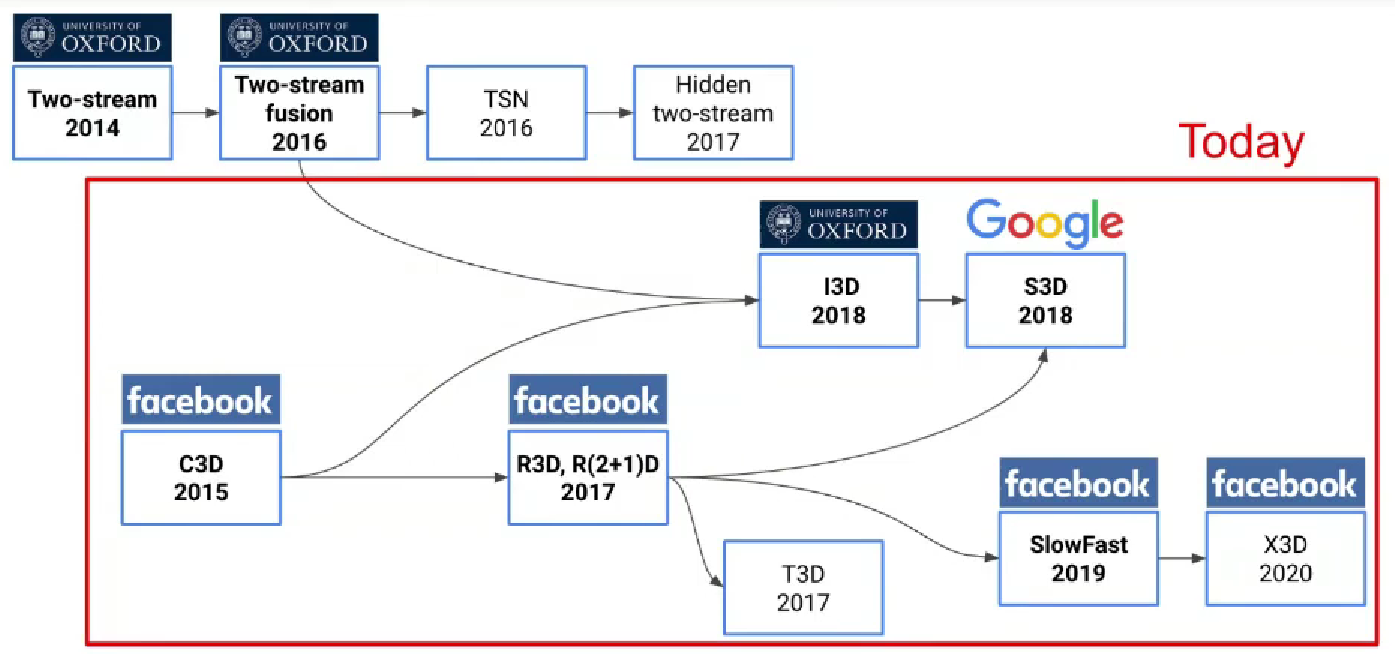 UNIVERSITY OF
OXFORD
UNIVERSITY OF
OXFORD
Two-stream
2014
Two-stream
fusion
2016
TSN
2016
Hidden
two-stream
2017
Today
UNIVERSITY OF
OXFORD
Google
I3D
2018
S3D
2018
facebook
facebook
C3D
2015
R3D, R(2+1)D
2017
facebook
facebook
SlowFast
2019
X3D
2020
T3D
2017